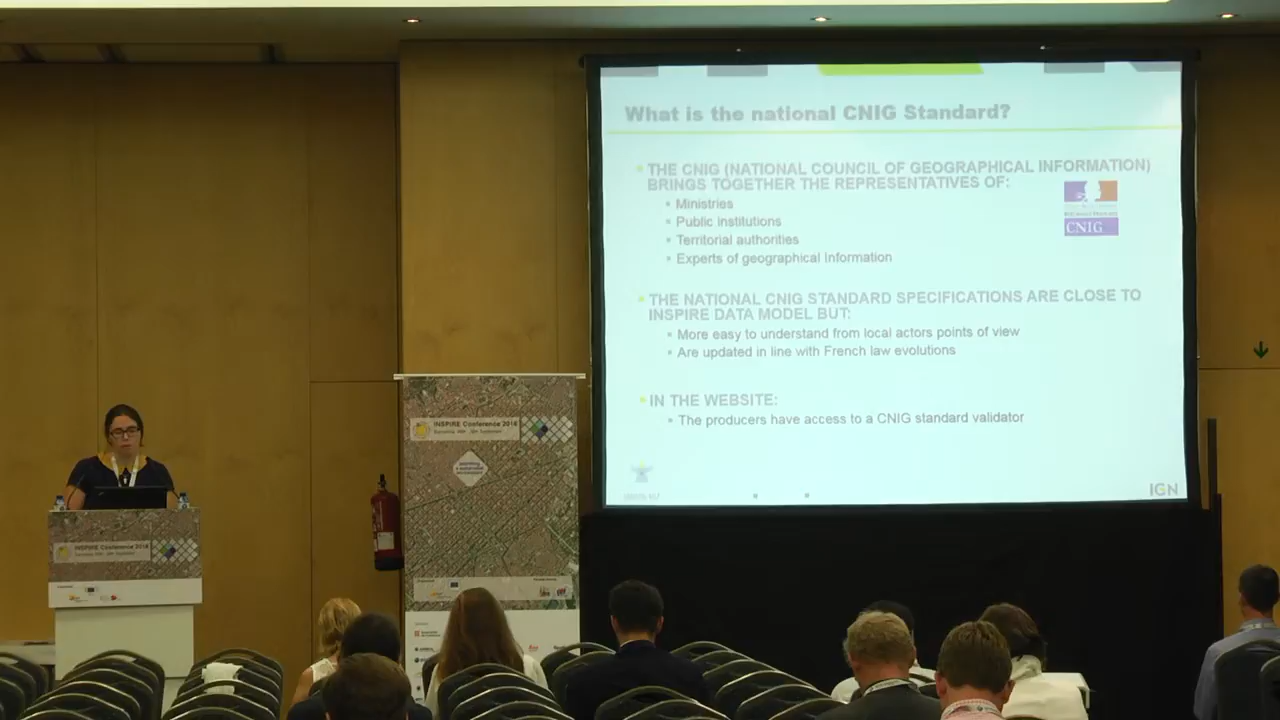 What is the national CNIG Standard?
THE CNIG (NATIONAL COUNCIL OF GEOGRAPHICAL INFORMATION)
BRINGS TOGETHER THE REPRESENTATIVES OF:
Ministries
Public institutions
Territorial authorities
Experts of geographical Information
CNIG
THE NATIONAL CNIG STANDARD SPECIFICATIONS ARE CLOSE TO
INSPIRE DATA MODEL BUT:
More easy to understand from local actors points of view
Are updated in line with French law evolutions
IN THE WEBSITE:
The producers have access to a CNIG standard validator
IGN
INSPIRE Conference 2016
INSPIRE Conference 2016